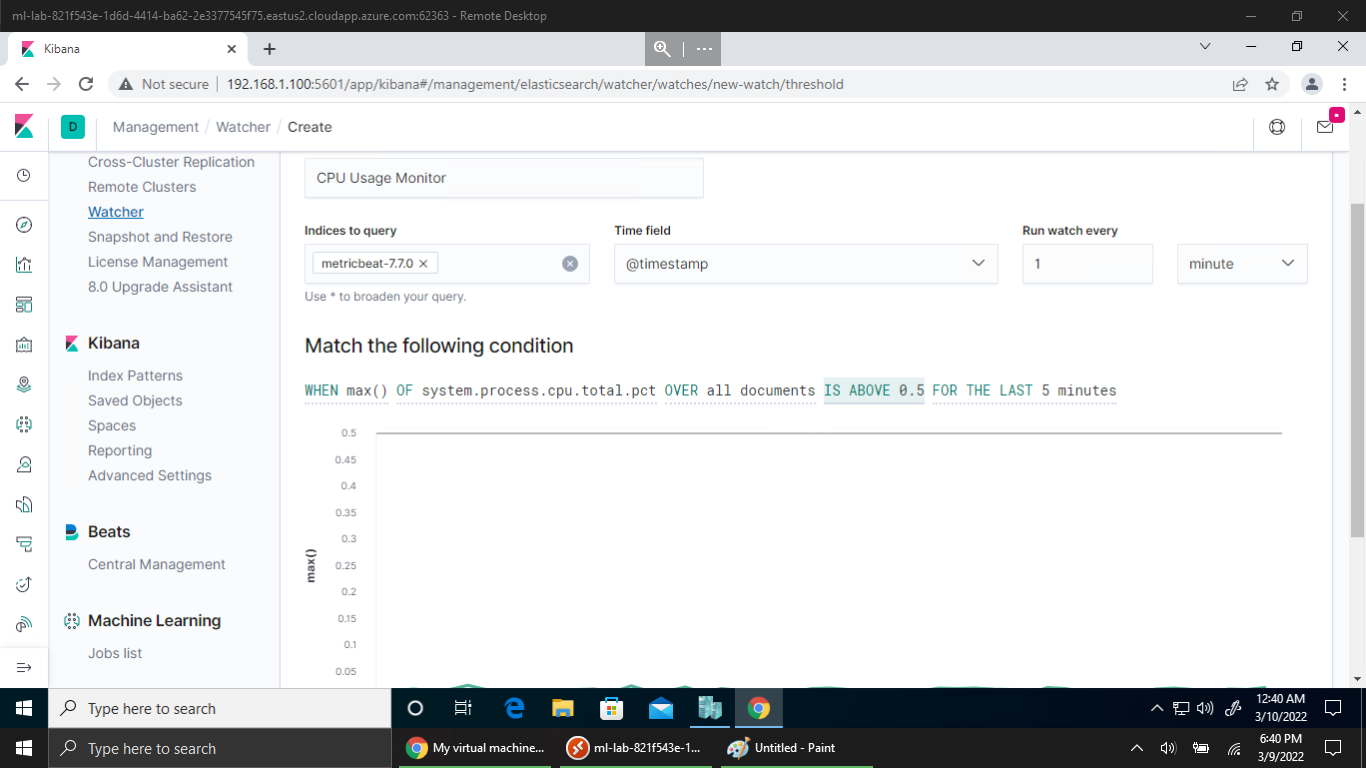 ml-lab-821f543e-1d6d-4414-ba62-2e3377545f75.eastus2.cloudapp.azure.com:62363 - Remote Desktop
Kibana
Not secure | 192.168.1.100:5601/app/kibana#/management/elasticsearch/watcher/watches/new-watch/threshold
D Management / Watcher / Create
Cross-Cluster Replication
Remote Clusters
Watcher
Snapshot and Restore
License Management
8.0 Upgrade Assistant
Kibana
Index Patterns
Saved Objects
Spaces
Reporting
Advanced Settings
Beats
Central Management
Machine Learning
Jobs list
CPU Usage Monitor
Indices to query Time field Run watch every
metricbeat-7.7.0 @timestamp 1 minute
Use * to broaden your query.
Match the following condition
WHEN max() OF system.process.cpu.total.pct OVER all documents IS ABOVE 0.5 FOR THE LAST 5 minutes
0.5
0.45
0.4
0.35
0.3
0.25
0.2
0.15
0.1
0.05
max()
Type here to search
12:40 AM
3/10/2022
Type here to search
My virtual machine...
ml-lab-821f543e-1...
Untitled - Paint
6:40 PM
3/9/2022